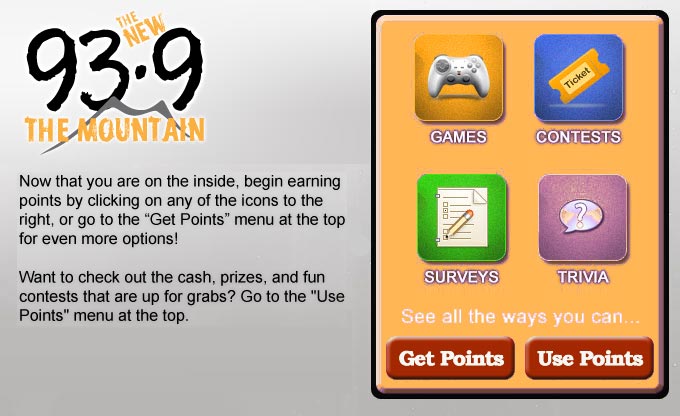 THE
NEW
93.9
THE MOUNTAIN
Now that you are on the inside, begin earning
points by clicking on any of the icons to the
right, or go to the “Get Points” menu at the top
for even more options!
Want to check out the cash, prizes, and fun
contests that are up for grabs? Go to the "Use
Points" menu at the top.
GAMES
Ticket
CONTESTS
SURVEYS
?
TRIVIA
See all the ways you can...
Get Points
Use Points